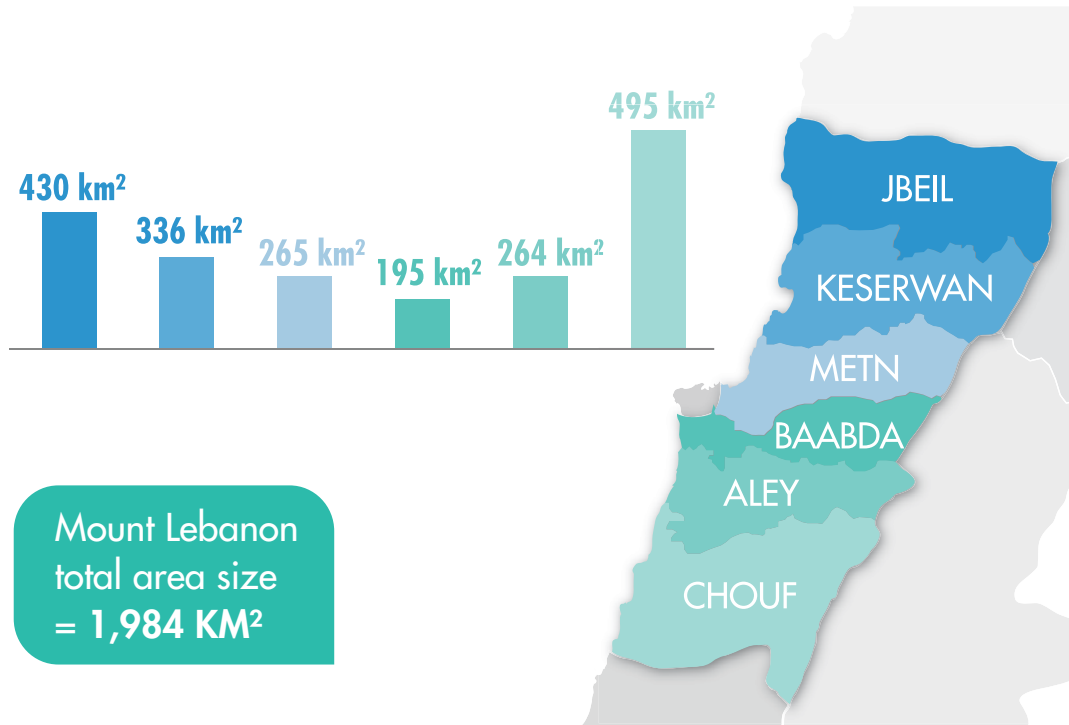 495 km²
430 km²
336 km²
265 km²
195 km²
264 km²
JBEIL
KESERWAN
METN
BAABDA
ALEY
CHOUF
Mount Lebanon
total area size
= 1,984 KM²